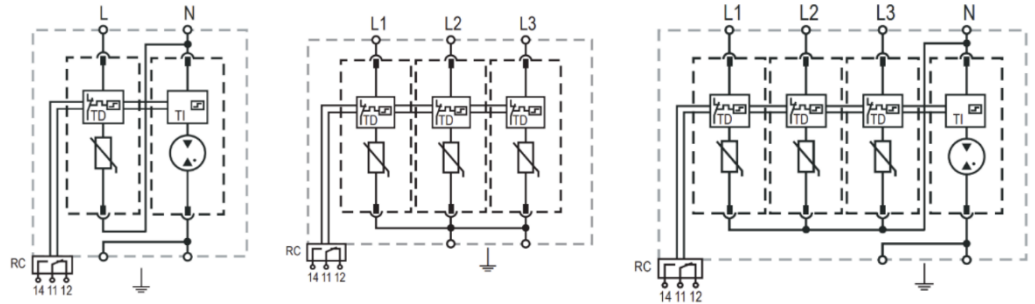 L N
TD TI
RC
14 11 12
L1 L2 L3
TD TD TD
RC
14 11 12
L1 L2 L3 N
TD TD TD TI
RC
14 11 12